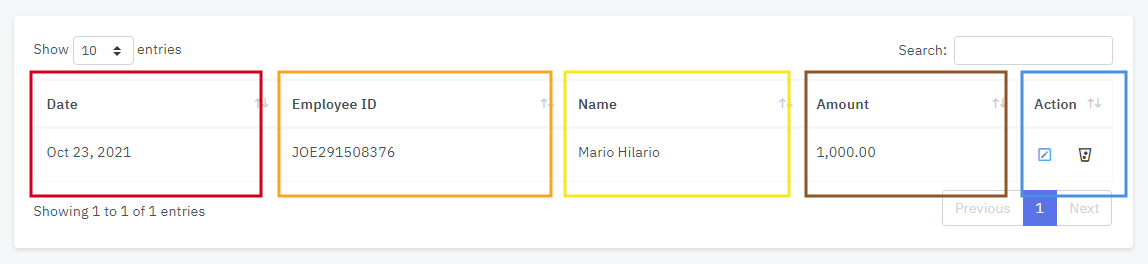 Show 10 entries Search:
Date Employee ID Name Amount Action
Oct 23, 2021 JOE291508376 Mario Hilario 1,000.00
Showing 1 to 1 of 1 entries Previous 1 Next